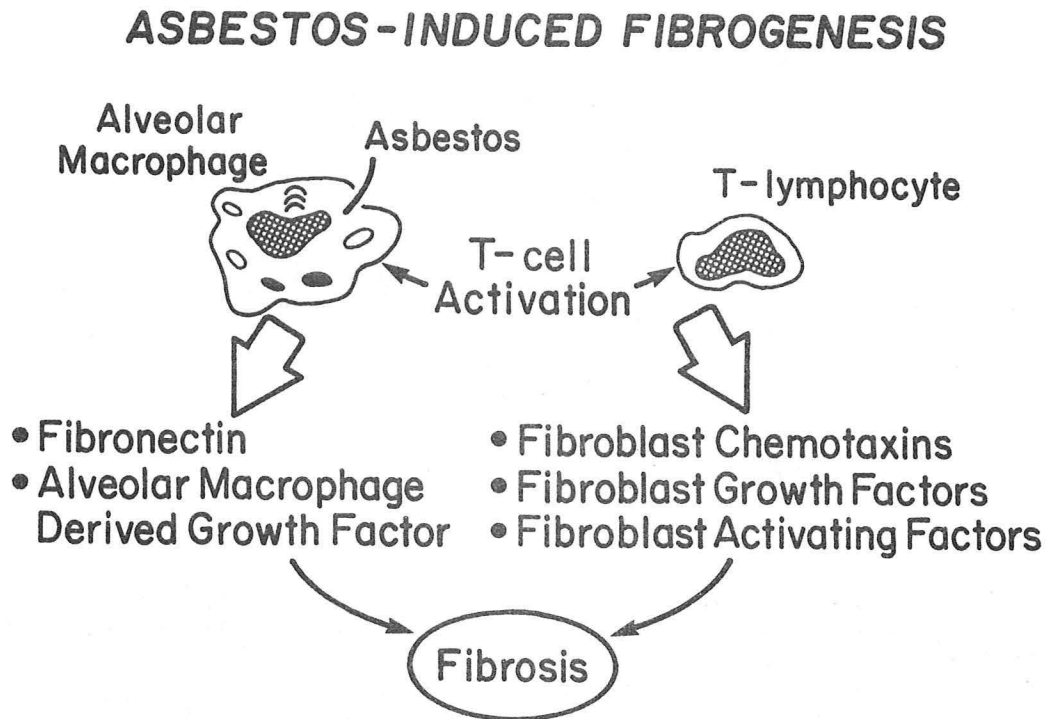 ASBESTOS-INDUCED FIBROGENESIS
Alveolar
Macrophage
Asbestos
T-lymphocyte
T-cell
Activation
• Fibronectin
• Alveolar Macrophage
Derived Growth Factor
• Fibroblast Chemotaxins
• Fibroblast Growth Factors
• Fibroblast Activating Factors
Fibrosis